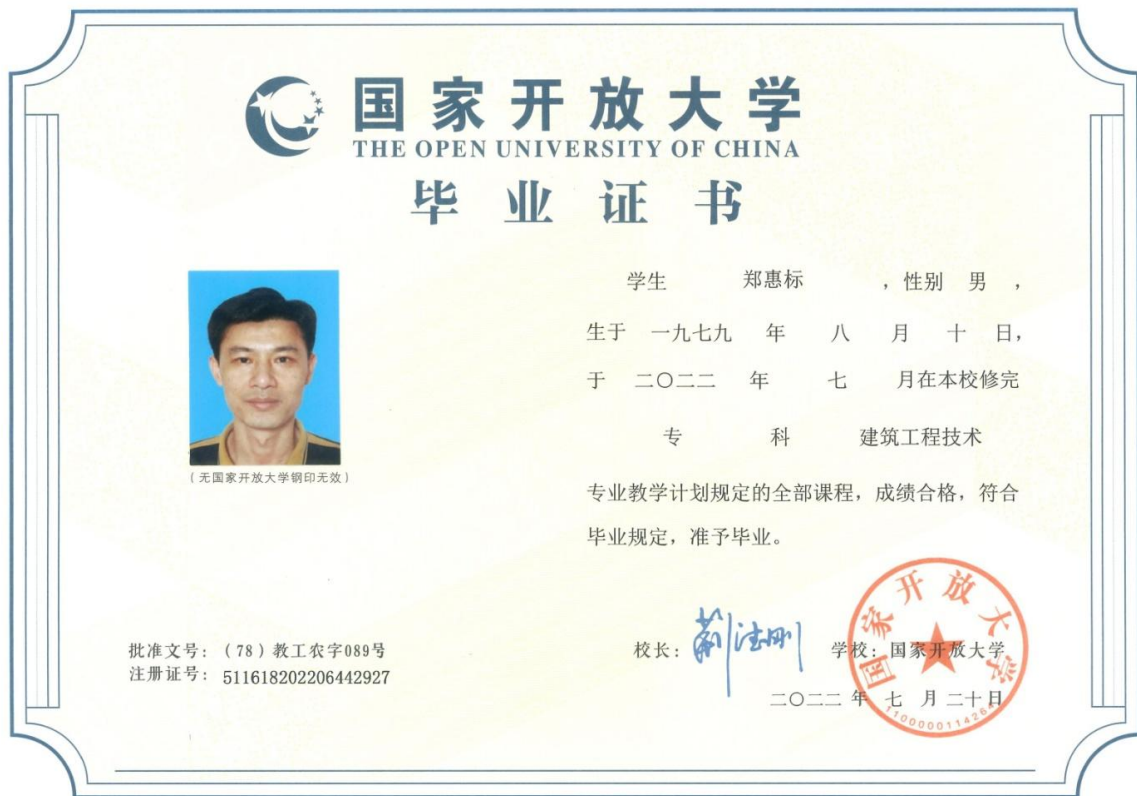 国家开放大学
THE OPEN UNIVERSITY OF CHINA
毕业证书
学生 郑惠标 ，性别 男 ，
生于 一九七九 年 八 月 十 日，
于 二〇二二 年 七 月在本校修完
专 科 建筑工程技术
专业教学计划规定的全部课程，成绩合格，符合
毕业规定，准予毕业。
（无国家开放大学钢印无效）
批准文号：（78）教工农字089号
注册证号：511618202206442927
校长：荆德刚 学校：国家开放大学
二〇二二 年 七 月 二十日
国家开放大学
1100000114264